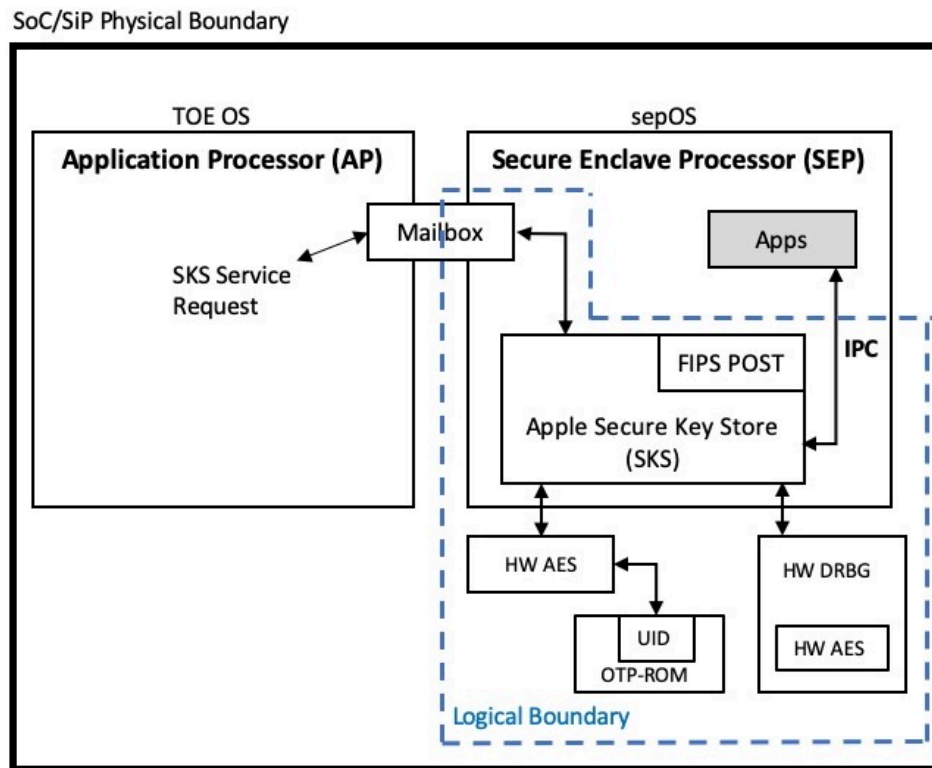 SoC/SiP Physical Boundary
TOE OS
Application Processor (AP)
SKS Service
Request
Mailbox
sepOS
Secure Enclave Processor (SEP)
Apps
IPC
FIPS POST
Apple Secure Key Store
(SKS)
HW AES
UID
OTP-ROM
HW DRBG
HW AES
Logical Boundary